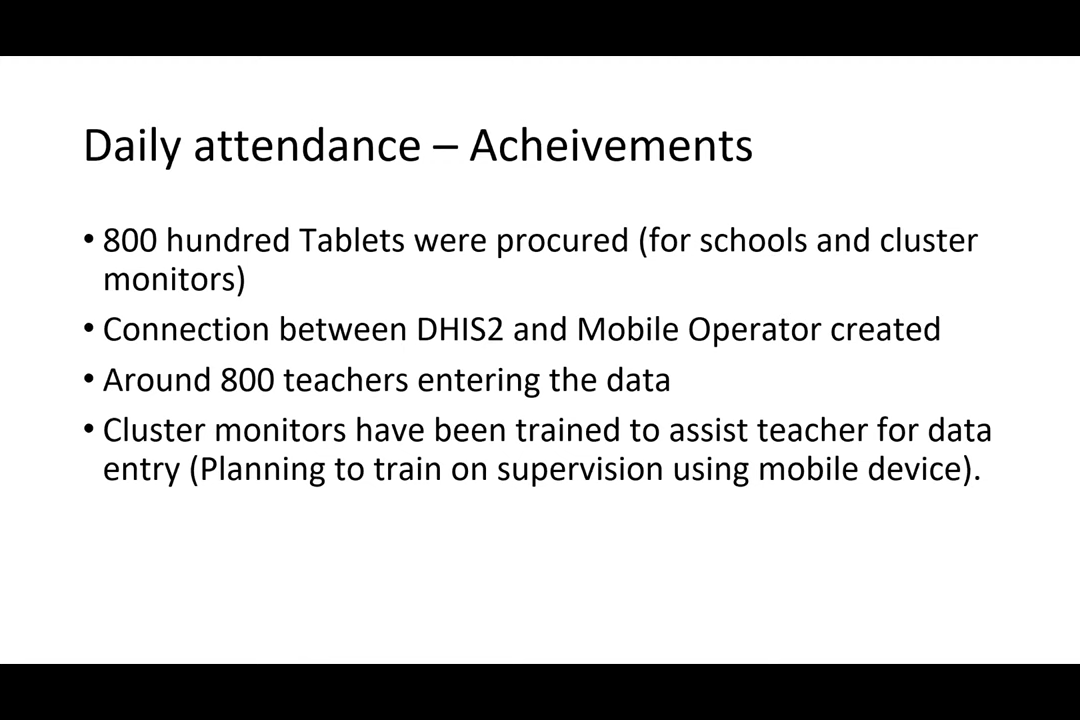 Daily attendance – Acheivements
• 800 hundred Tablets were procured (for schools and cluster
monitors)
• Connection between DHIS2 and Mobile Operator created
• Around 800 teachers entering the data
• Cluster monitors have been trained to assist teacher for data
entry (Planning to train on supervision using mobile device).